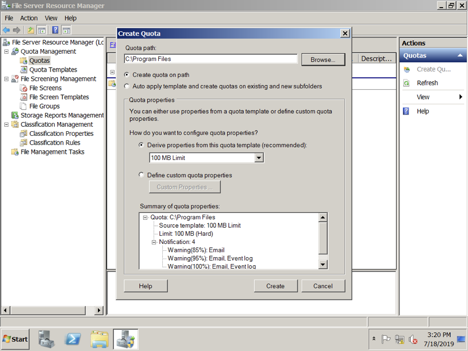 File Server Resource Manager
File Action View Help
File Server Resource Manager (Lc
Quota Management
Quotas
Quota Templates
File Screening Management
File Screens
File Screen Templates
File Groups
Storage Reports Management
Classification Management
Classification Properties
Classification Rules
File Management Tasks
Descript...
Create Quota
Quota path:
C:\Program Files
Browse...
Create quota on path
Auto apply template and create quotas on existing and new subfolders
Quota properties
You can either use properties from a quota template or define custom quota
properties.
How do you want to configure quota properties?
Derive properties from this quota template (recommended):
100 MB Limit
Define custom quota properties
Custom Properties...
Summary of quota properties:
Quota: C:\Program Files
Source template: 100 MB Limit
Limit: 100 MB (Hard)
Notification: 4
Warning(85%): Email
Warning(95%): Email, Event log
Warning(100%): Email, Event log
Help
Create
Cancel
Actions
Quotas
Create Qu...
Refresh
View
Help
Start
3:20 PM
7/18/2019